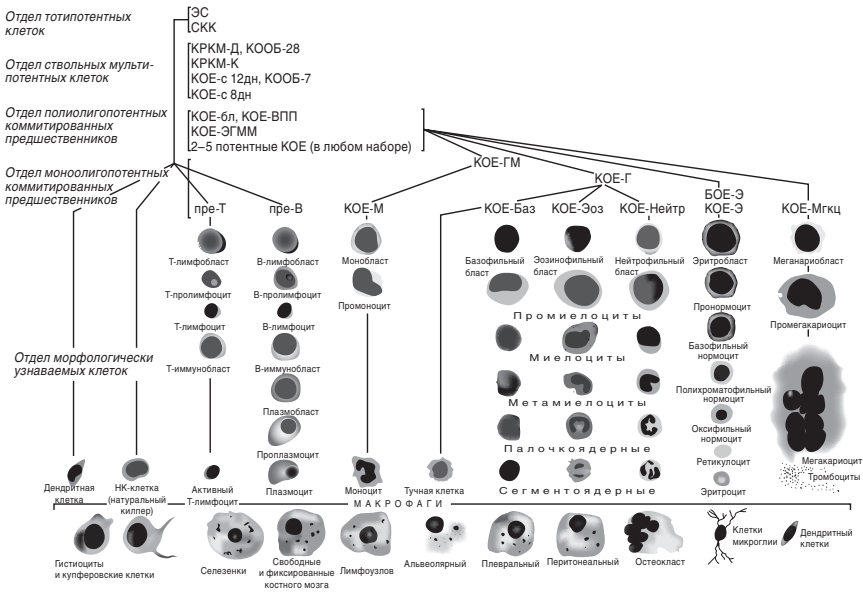 Отдел тотипотентных
клеток
ЭС
СКК
Отдел ствольных мульти-
потентных клеток
КРКМ-Д, КООБ-28
КРКМ-К
КОЕ-с 12дн, КООБ-7
КОЕ-с 8дн
Отдел полиолигопотентных
коммитированных
предшественников
КОЕ-бл, КОЕ-ВПП
КОЕ-ЭГММ
2–5 потентные КОЕ (в любом наборе)
Отдел моноолигопотентных
коммитированных
предшественников
КОЕ-ГМ
КОЕ-Г
пре-Т
пре-В
КОЕ-М
КОЕ-Баз
КОЕ-Эоз
КОЕ-Нейтр
БОЕ-Э
КОЕ-Э
КОЕ-Мгкц
Т-лимфобласт
В-лимфобласт
Монобласт
Базофильный
бласт
Эозинофильный
бласт
Нейтрофильный
бласт
Эритробласт
Меганариобласт
Т-пролимфоцит
В-пролимфоцит
Промоноцит
Пронормоцит
Промегакариоцит
Промиелоциты
Т-лимфоцит
В-лимфоцит
Отдел морфологически
узнаваемых клеток
Базофильный
нормоцит
Миелоциты
Т-иммунобласт
В-иммунобласт
Полихроматофильный
нормоцит
Метамиелоциты
Плазмобласт
Оксифильный
нормоцит
Палочкоядерные
Проплазмоцит
Ретикулоцит
Мегакариоцит
Тромбоциты
Дендритная
клетка
НК-клетка
(натуральный
киллер)
Активный
Т-лимфоцит
Плазмоцит
Моноцит
Тучная клетка
Сегментоядерные
Эритроцит
МАКРОФАГИ
Гистиоциты
и купферовские клетки
Селезенки
Свободные
и фиксированные
костного мозга
Лимфоузлов
Альвеолярный
Плевральный
Перитонеальный
Остеокласт
Клетки
микроглии
Дендритный
клетки